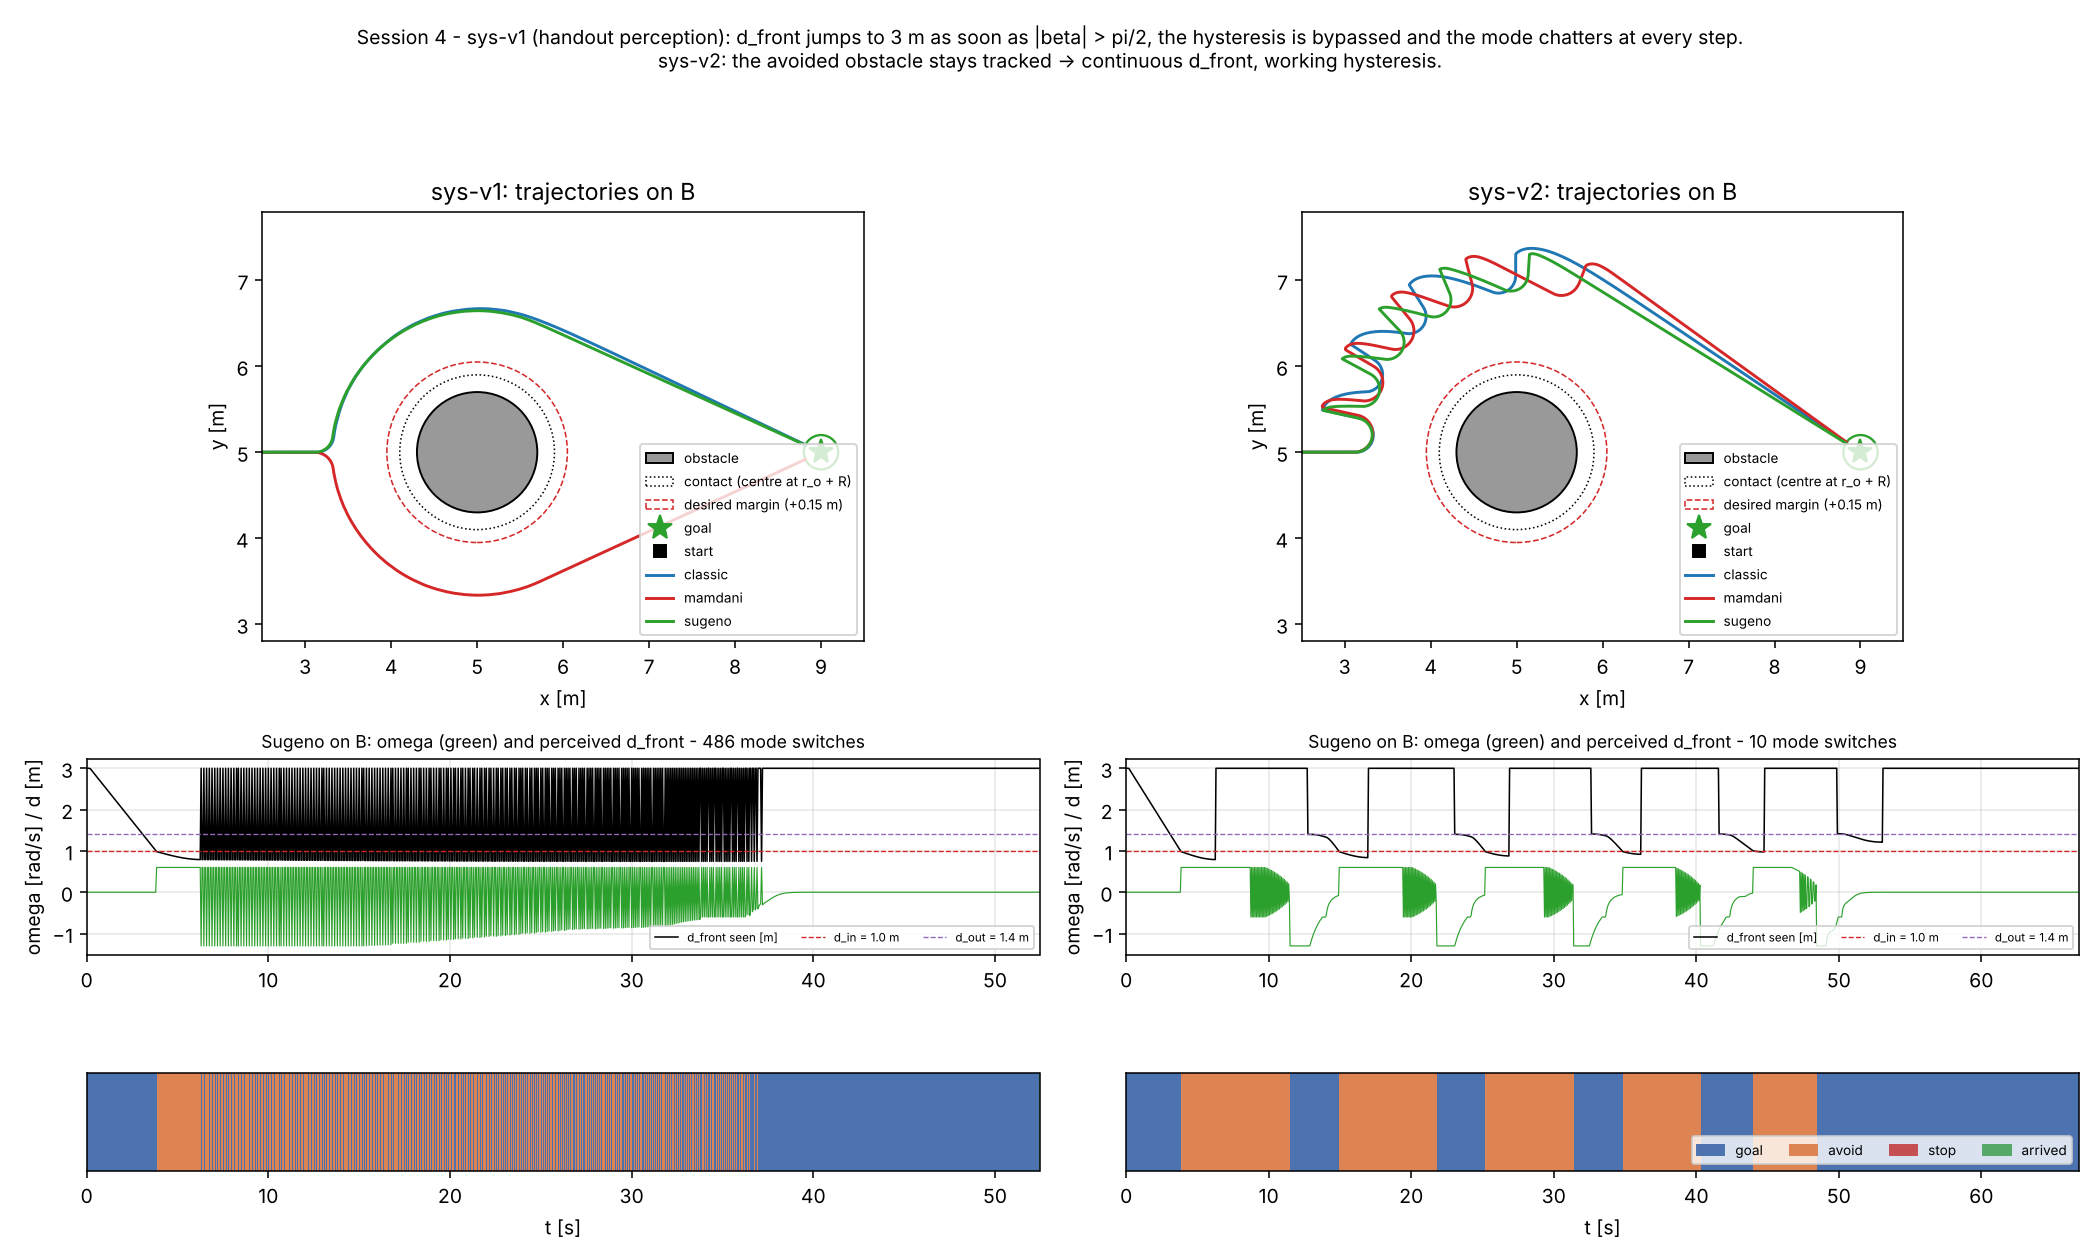 Session 4 - sys-v1 (handout perception): d_front jumps to 3 m as soon as |beta| > pi/2, the hysteresis is bypassed and the mode chatters at every step.
sys-v2: the avoided obstacle stays tracked → continuous d_front, working hysteresis.
sys-v1: trajectories on B
y [m]
7
6
5
4
3
obstacle
contact (centre at r_o + R)
desired margin (+0.15 m)
goal
start
classic
mamdani
sugeno
3 4 5 6 7 8 9
x [m]
sys-v2: trajectories on B
y [m]
7
6
5
4
3
obstacle
contact (centre at r_o + R)
desired margin (+0.15 m)
goal
start
classic
mamdani
sugeno
3 4 5 6 7 8 9
x [m]
Sugeno on B: omega (green) and perceived d_front - 486 mode switches
omega [rad/s] / d [m]
3
2
1
0
−1
d_front seen [m] d_in = 1.0 m d_out = 1.4 m
0 10 20 30 40 50
Sugeno on B: omega (green) and perceived d_front - 10 mode switches
omega [rad/s] / d [m]
3
2
1
0
−1
d_front seen [m] d_in = 1.0 m d_out = 1.4 m
0 10 20 30 40 50 60
0 10 20 30 40 50
t [s]
goal avoid stop arrived
0 10 20 30 40 50 60
t [s]